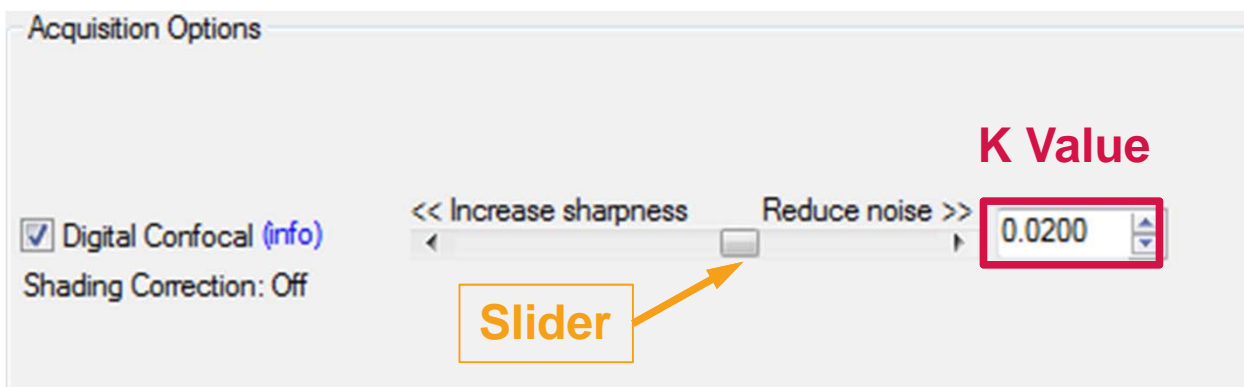 Acquisition Options
K Value
<< Increase sharpness Reduce noise >>
0.0200
Digital Confocal (info)
Shading Correction: Off
Slider